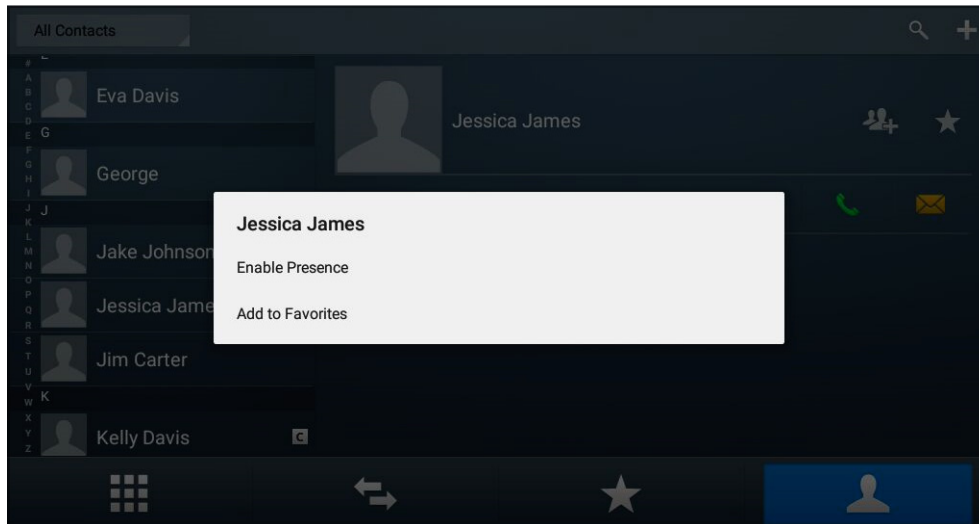 All Contacts
#
A
B
C
D
E
F
G
H
I
J
K
L
M
N
O
P
Q
R
S
T
U
V
W
X
Y
Z
Eva Davis
G
George
J
Jake Johnson
Jessica Jame
Jim Carter
K
Kelly Davis
C
Jessica James
Jessica James
Enable Presence
Add to Favorites